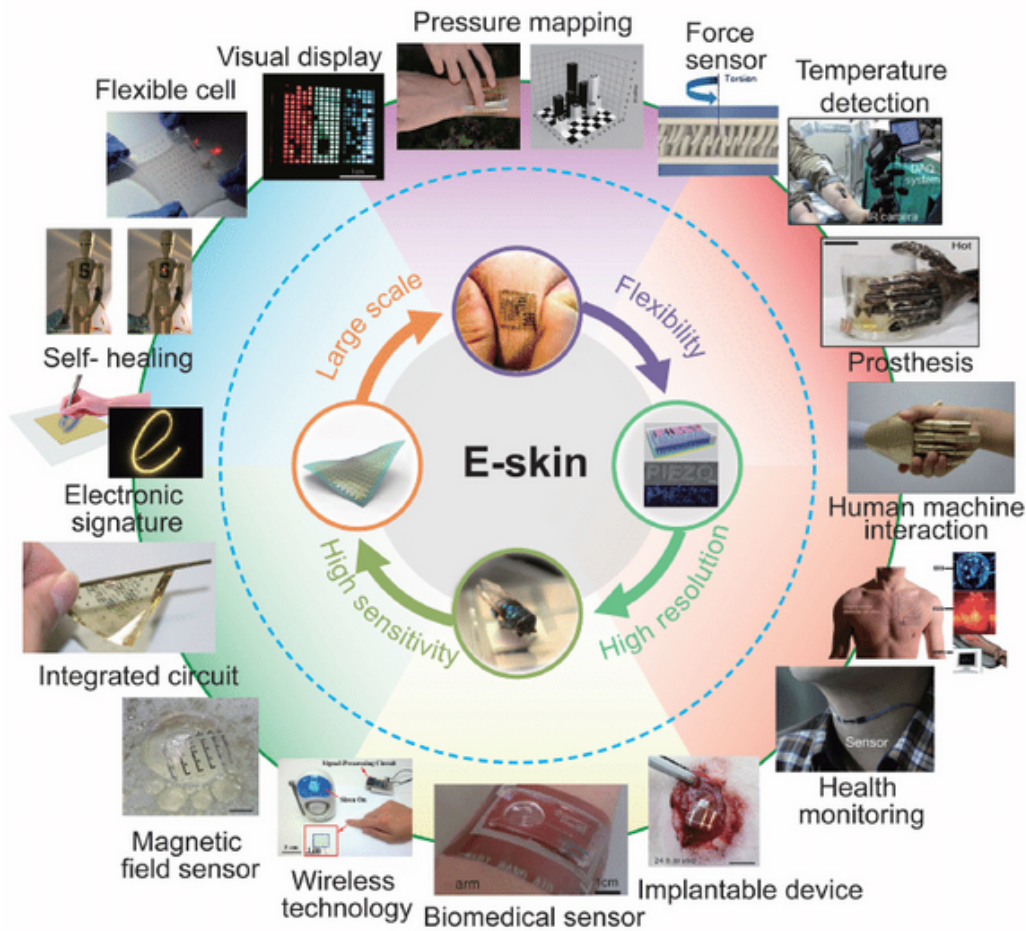 Pressure mapping
Visual display
Force
sensor
Torsion
Temperature
detection
Flexible cell
DAQ
system
IR camera
Hot
Large scale
Flexibility
Self- healing
Prosthesis
E-skin
PIEZO
Electronic
signature
Human machine
interaction
High sensitivity
High resolution
Integrated circuit
Sensor
Health
monitoring
Signal-Processing Circuit
Siren On
Magnetic
field sensor
Wireless
technology
arm
1cm
Biomedical sensor
Implantable device